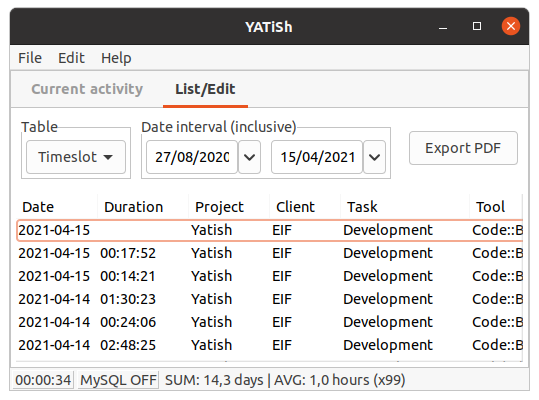 YATiSh
File Edit Help
Current activity List/Edit
Table Date interval (inclusive)
Timeslot 27/08/2020 15/04/2021 Export PDF
Date Duration Project Client Task Tool
2021-04-15 Yatish EIF Development Code::B
2021-04-15 00:17:52 Yatish EIF Development Code::B
2021-04-15 00:14:21 Yatish EIF Development Code::B
2021-04-14 01:30:23 Yatish EIF Development Code::B
2021-04-14 00:24:06 Yatish EIF Development Code::B
2021-04-14 02:48:25 Yatish EIF Development Code::B
00:00:34 MySQL OFF SUM: 14,3 days | AVG: 1,0 hours (x99)